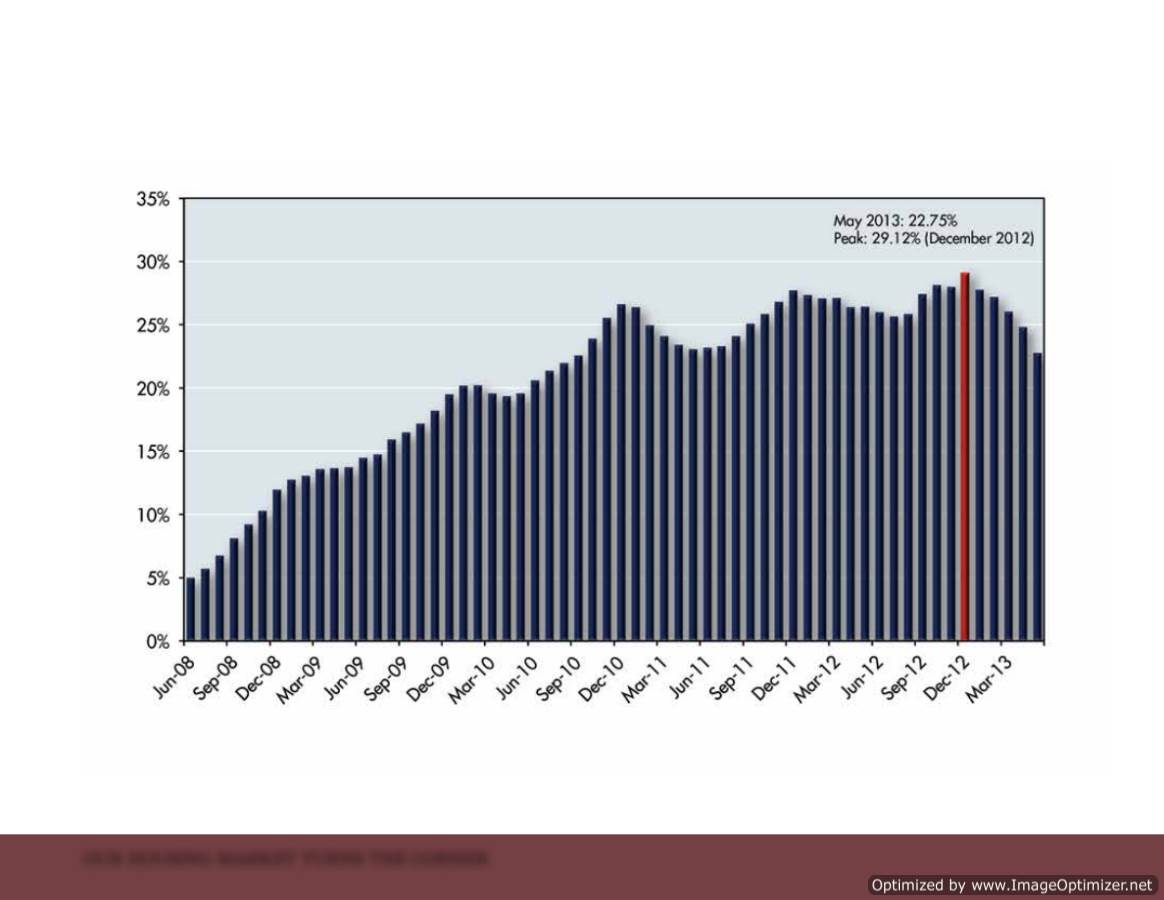 35%
May 2013: 22.75%
Peak: 29.12% (December 2012)
30%
25%
20%
15%
10%
5%
0%
Jun-08
Sep-08
Dec-08
Mar-09
Jun-09
Sep-09
Dec-09
Mar-10
Jun-10
Sep-10
Dec-10
Mar-11
Jun-11
Sep-11
Dec-11
Mar-12
Jun-12
Sep-12
Dec-12
Mar-13
Optimized by www.ImageOptimizer.net